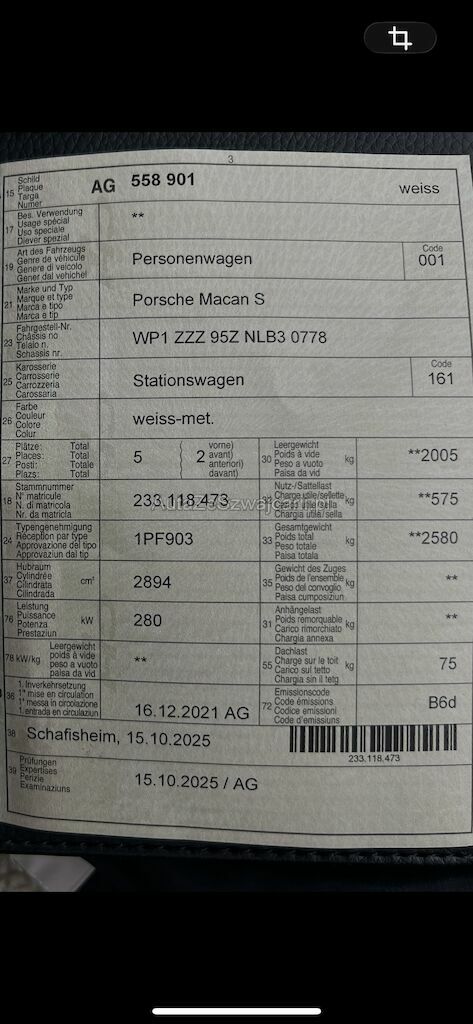 3
15 Schild Plaque Targa Numer AG 558 901 weiss
17 Bes. Verwendung Usage spécial Uso speciale Diever spezial **
19 Art des Fahrzeugs Genre de véhicule Genere di veicolo Gener dal vehichel Personenwagen Code 001
21 Marke und Typ Marque et type Marca e tipo Marca e tip Porsche Macan S
23 Fahrgestell-Nr. Châssis no Telaio n. Schassis nr. WP1 ZZZ 95Z NLB3 0778
25 Karosserie Carrosserie Carrozzeria Carossaria Stationswagen Code 161
26 Farbe Couleur Colore Colur weiss-met.
27 Plätze: Total Places: Total Posti: Totale Plazs: Total 5 ( 2 vorne) avant) anteriori) davant) 30 Leergewicht Poids à vide Peso a vuoto Paisa da vid kg **2005
18 Stammnummer N° matricule N. di matricola Nr. da matricla 233.118.473 Nutz-/Sattellast Charge utile/sellette Chargia utila/sella kg **575
24 Typengenehmigung Réception par type Approvazione del tipo Approvaziun dal tip 1PF903 33 Gesamtgewicht Poids total Peso totale Paisa totala kg **2580
37 Hubraum Cylindrée Cilindrata Cilindrada cm³ 2894 35 Gewicht des Zuges Poids de l'ensemble Peso del convoglio Paisa cumposiziun kg **
76 Leistung Puissance Potenza Prestaziun kW 280 31 Anhängelast Poids remorquable Carico rimorchiato Chargia annexa kg **
78 kW/kg Leergewicht poids à vide peso a vuoto paisa da vid ** 55 Dachlast Charge sur le toit Carico sul tetto Chargia sin il tetg kg 75
36 1. Inverkehrsetzung 1re mise en circulation 1a messa in circolazione 1. entrada en circulaziun 16.12.2021 AG 72 Emissionscode Code émissions Codice emissioni Code d'emissiuns B6d
38 Schafisheim, 15.10.2025
233.118.473
39 Prüfungen Expertises Perizie Examinaziuns 15.10.2025 / AG